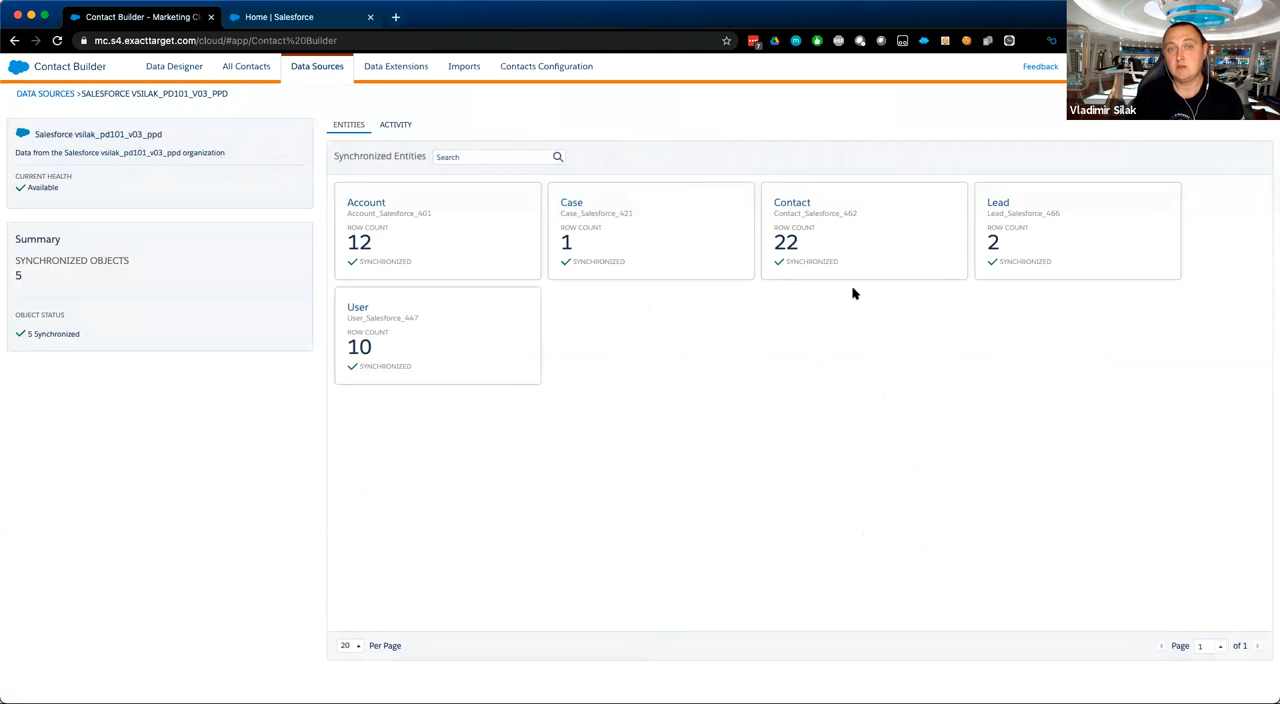 Contact Builder - Marketing Cl
Home | Salesforce
mc.s4.exacttarget.com/cloud/#app/Contact%20Builder
Contact Builder
Data Designer
All Contacts
Data Sources
Data Extensions
Imports
Contacts Configuration
Feedback
Vladimir Silak
DATA SOURCES >SALESFORCE VSILAK_PD101_V03_PPD
Salesforce vsilak_pd101_v03_ppd
Data from the Salesforce vsilak_pd101_v03_ppd organization
CURRENT HEALTH
Available
Summary
SYNCHRONIZED OBJECTS
5
OBJECT STATUS
5 Synchronized
ENTITIES
ACTIVITY
Synchronized Entities
Search
Account
Account_Salesforce_401
ROW COUNT
12
SYNCHRONIZED
Case
Case_Salesforce_421
ROW COUNT
1
SYNCHRONIZED
Contact
Contact_Salesforce_462
ROW COUNT
22
SYNCHRONIZED
Lead
Lead_Salesforce_466
ROW COUNT
2
SYNCHRONIZED
User
User_Salesforce_447
ROW COUNT
10
SYNCHRONIZED
20
Per Page
Page
1
of 1